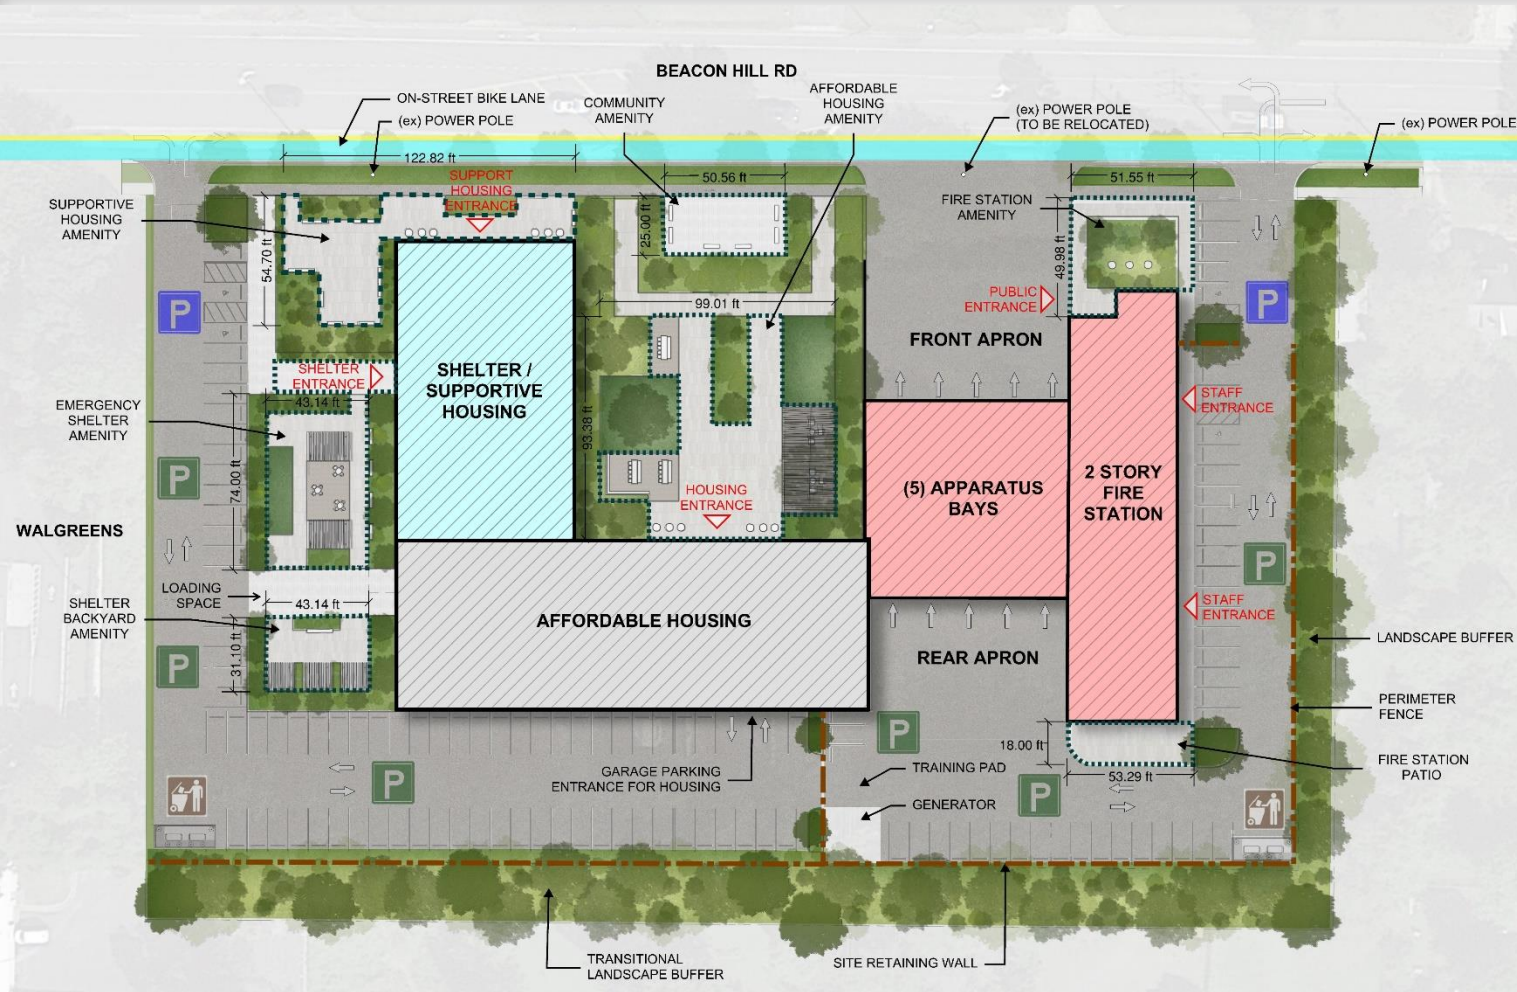 BEACON HILL RD
ON-STREET BIKE LANE
(ex) POWER POLE
COMMUNITY
AMENITY
AFFORDABLE
HOUSING
AMENITY
(ex) POWER POLE
(TO BE RELOCATED)
(ex) POWER POLE
122.82 ft
50.56 ft
51.55 ft
SUPPORT
HOUSING
ENTRANCE
SUPPORTIVE
HOUSING
AMENITY
54.70 ft
25.00 ft
FIRE STATION
AMENITY
49.98 ft
P
PUBLIC
ENTRANCE
P
99.01 ft
FRONT APRON
SHELTER
ENTRANCE
SHELTER /
SUPPORTIVE
HOUSING
43.14 ft
EMERGENCY
SHELTER
AMENITY
STAFF
ENTRANCE
93.38 ft
74.00 ft
P
HOUSING
ENTRANCE
(5) APPARATUS
BAYS
2 STORY
FIRE
STATION
WALGREENS
P
LOADING
SPACE
43.14 ft
SHELTER
BACKYARD
AMENITY
31.10 ft
AFFORDABLE HOUSING
STAFF
ENTRANCE
LANDSCAPE BUFFER
P
REAR APRON
PERIMETER
FENCE
P
18.00 ft
FIRE STATION
PATIO
GARAGE PARKING
ENTRANCE FOR HOUSING
TRAINING PAD
53.29 ft
P
P
GENERATOR
TRANSITIONAL
LANDSCAPE BUFFER
SITE RETAINING WALL